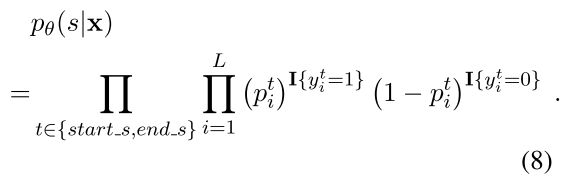 p_θ(s|𝐱)
= ∏_{t∈{start_s,end_s}} ∏_{i=1}^{L} (p_i^t)^{𝐈{y_i^t=1}} (1 − p_i^t)^{𝐈{y_i^t=0}} .
(8)